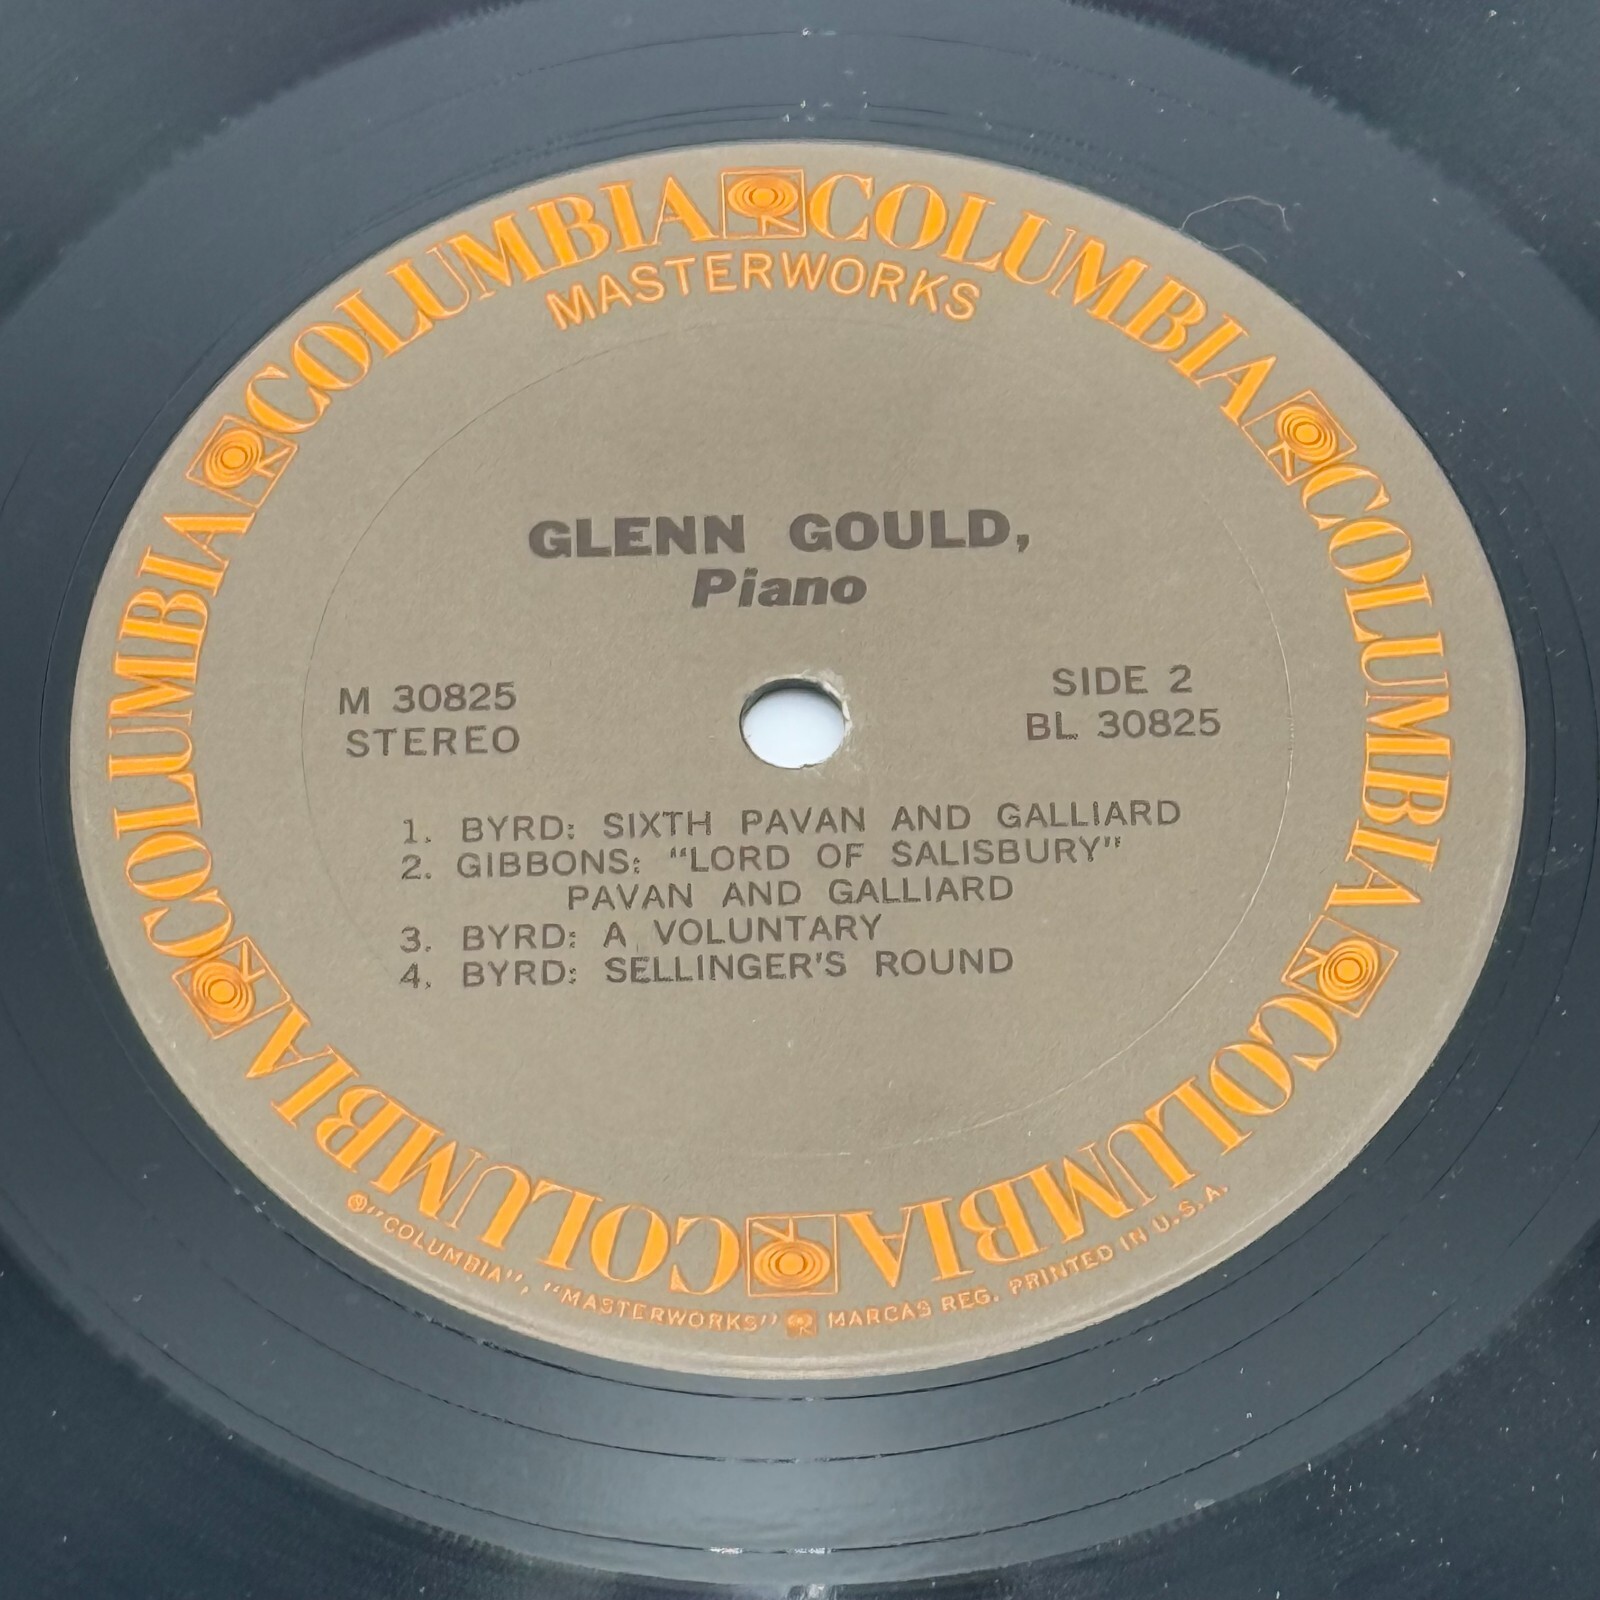 COLUMBIA COLUMBIA COLUMBIA COLUMBIA COLUMBIA COLUMBIA
MASTERWORKS
GLENN GOULD,
Piano
M 30825
STEREO
SIDE 2
BL 30825
1. BYRD: SIXTH PAVAN AND GALLIARD
2. GIBBONS: "LORD OF SALISBURY"
PAVAN AND GALLIARD
3. BYRD: A VOLUNTARY
4. BYRD: SELLINGER'S ROUND
℗ "COLUMBIA", "MASTERWORKS" MARCAS REG. PRINTED IN U.S.A.